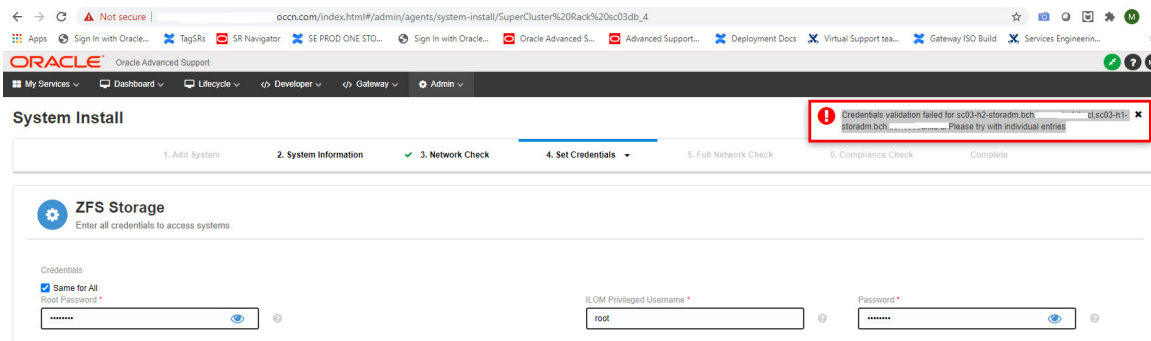 Not secure occn.com/index.html#/admin/agents/system-install/SuperCluster%20Rack%20sc03db_4
M
Apps Sign In with Oracle... TagSRs SR Navigator SE PROD ONE STO... Sign In with Oracle... Oracle Advanced S... Advanced Support... Deployment Docs Virtual Support tea... Gateway ISO Build Services Engineerin...
ORACLE Oracle Advanced Support
My Services Dashboard Lifecycle </> Developer </> Gateway Admin
System Install
Credentials validation failed for sc03-h2-storadm.bch cl,sc03-h1-
storadm.bch Please try with individual entries
1. Add System 2. System Information 3. Network Check 4. Set Credentials 5. Full Network Check 6. Compliance Check Complete
ZFS Storage
Enter all credentials to access systems
Credentials
Same for All
Root Password * ILOM Privileged Username * Password *
root